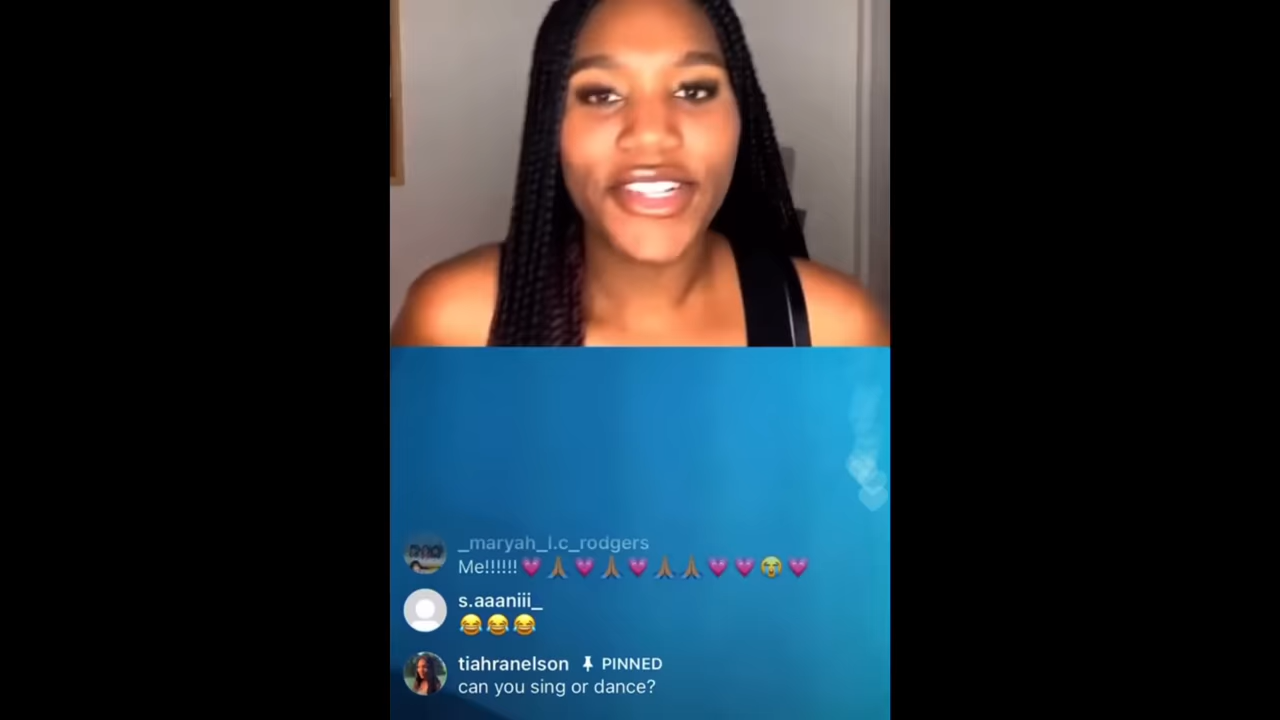 _maryah_l.c_rodgers
Me!!!!!!💗🙏🏾💗🙏🏾💗🙏🏾🙏🏾💗💗😭💗
s.aaaniii_
😂😂😂
tiahranelson 📌 PINNED
can you sing or dance?